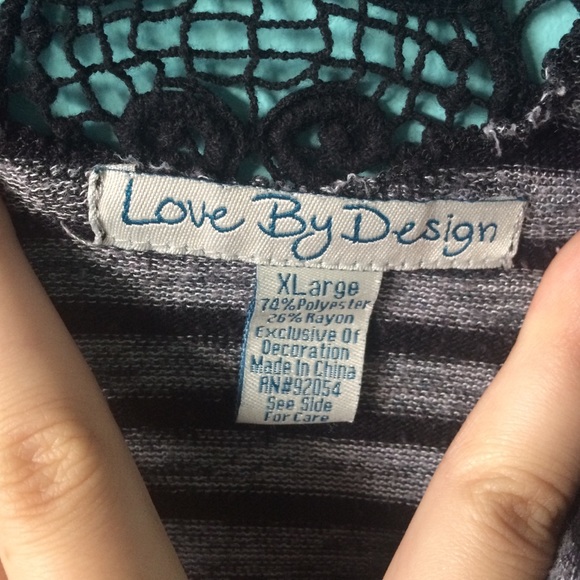 Love By Design
XLarge
74% Polyester
26% Rayon
Exclusive Of
Decoration
Made In China
RN#92054
See Side
For Care